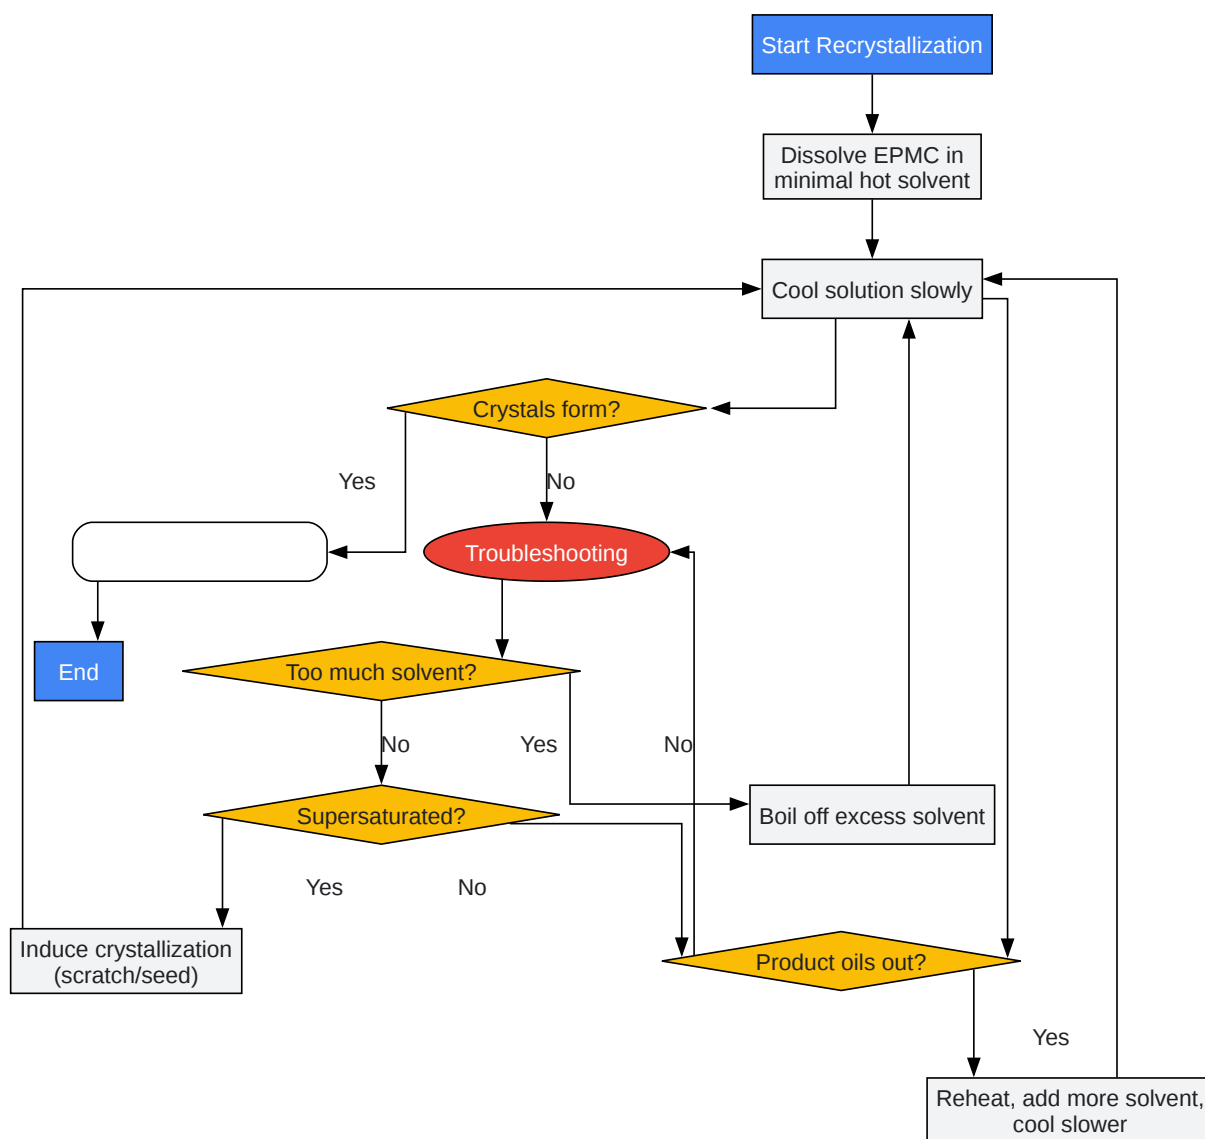 Start Recrystallization
Dissolve EPMC in
minimal hot solvent
Cool solution slowly
Crystals form?
Yes
No
Troubleshooting
End
Too much solvent?
No
Yes
No
Supersaturated?
Boil off excess solvent
Yes
No
Induce crystallization
(scratch/seed)
Product oils out?
Yes
Reheat, add more solvent,
cool slower